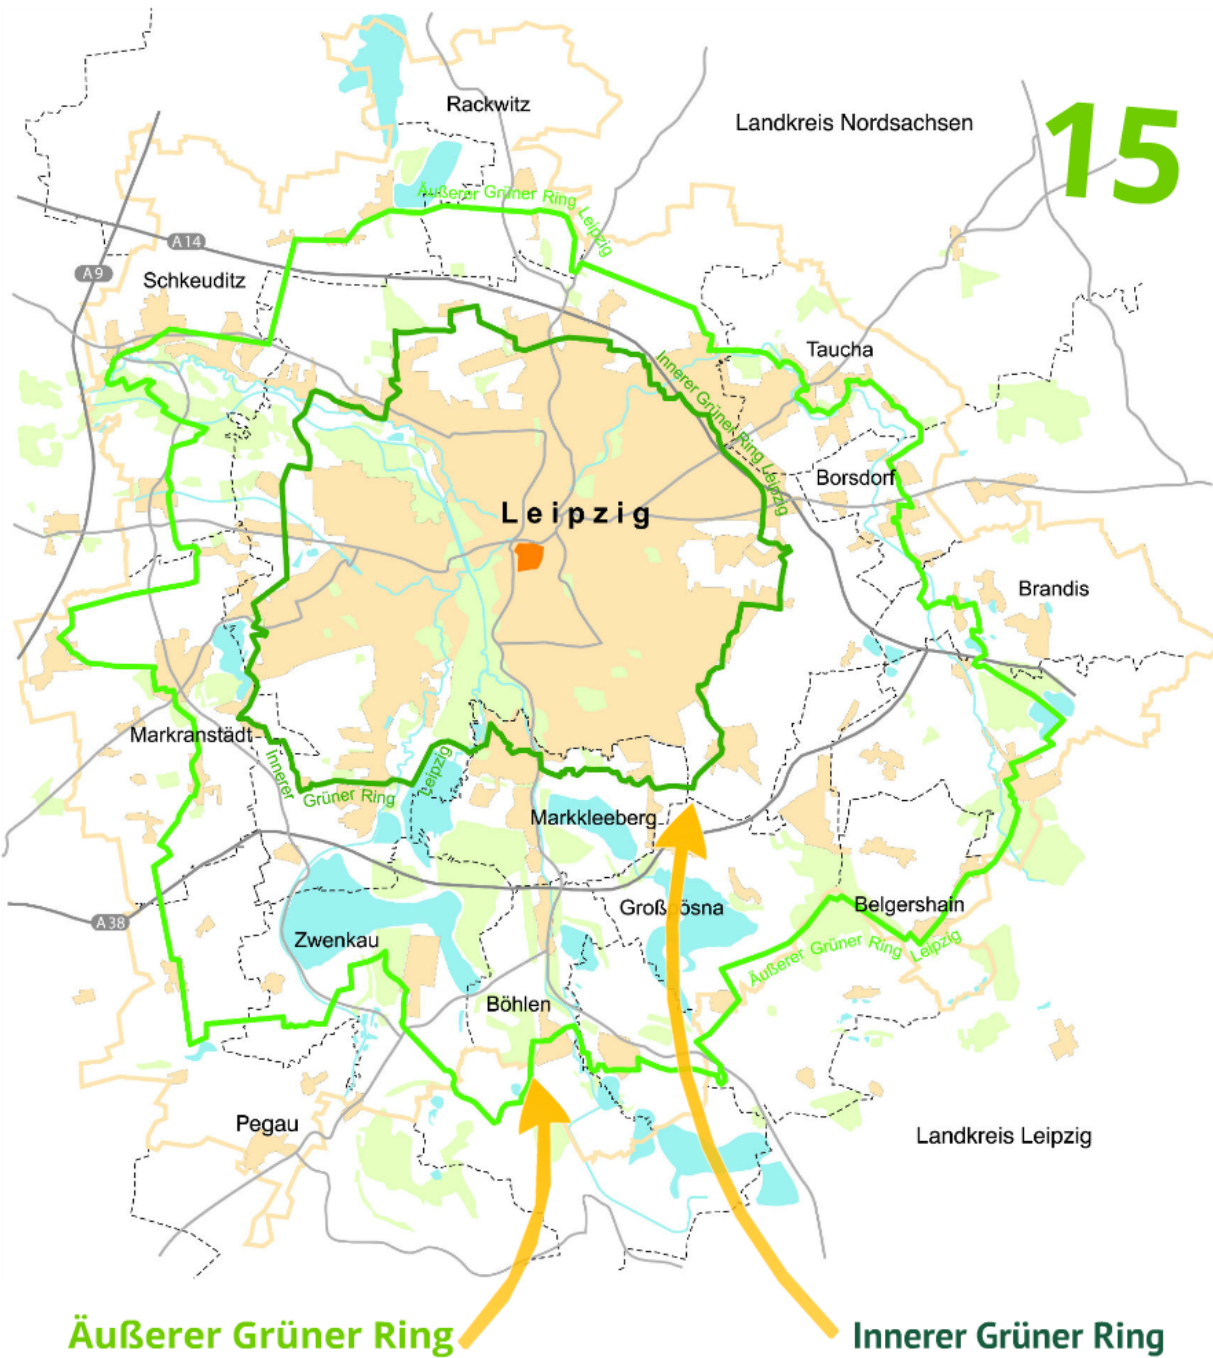 Rackwitz
Landkreis Nordsachsen
15
Äußerer Grüner Ring Leipzig
A14
A9
Schkeuditz
Taucha
Innerer Grüner Ring Leipzig
Borsdorf
Leipzig
Brandis
Markranstädt
Innerer Grüner Ring Leipzig
Markkleeberg
A38
Großpösna
Belgershain
Zwenkau
Äußerer Grüner Ring Leipzig
Böhlen
Pegau
Landkreis Leipzig
Äußerer Grüner Ring
Innerer Grüner Ring